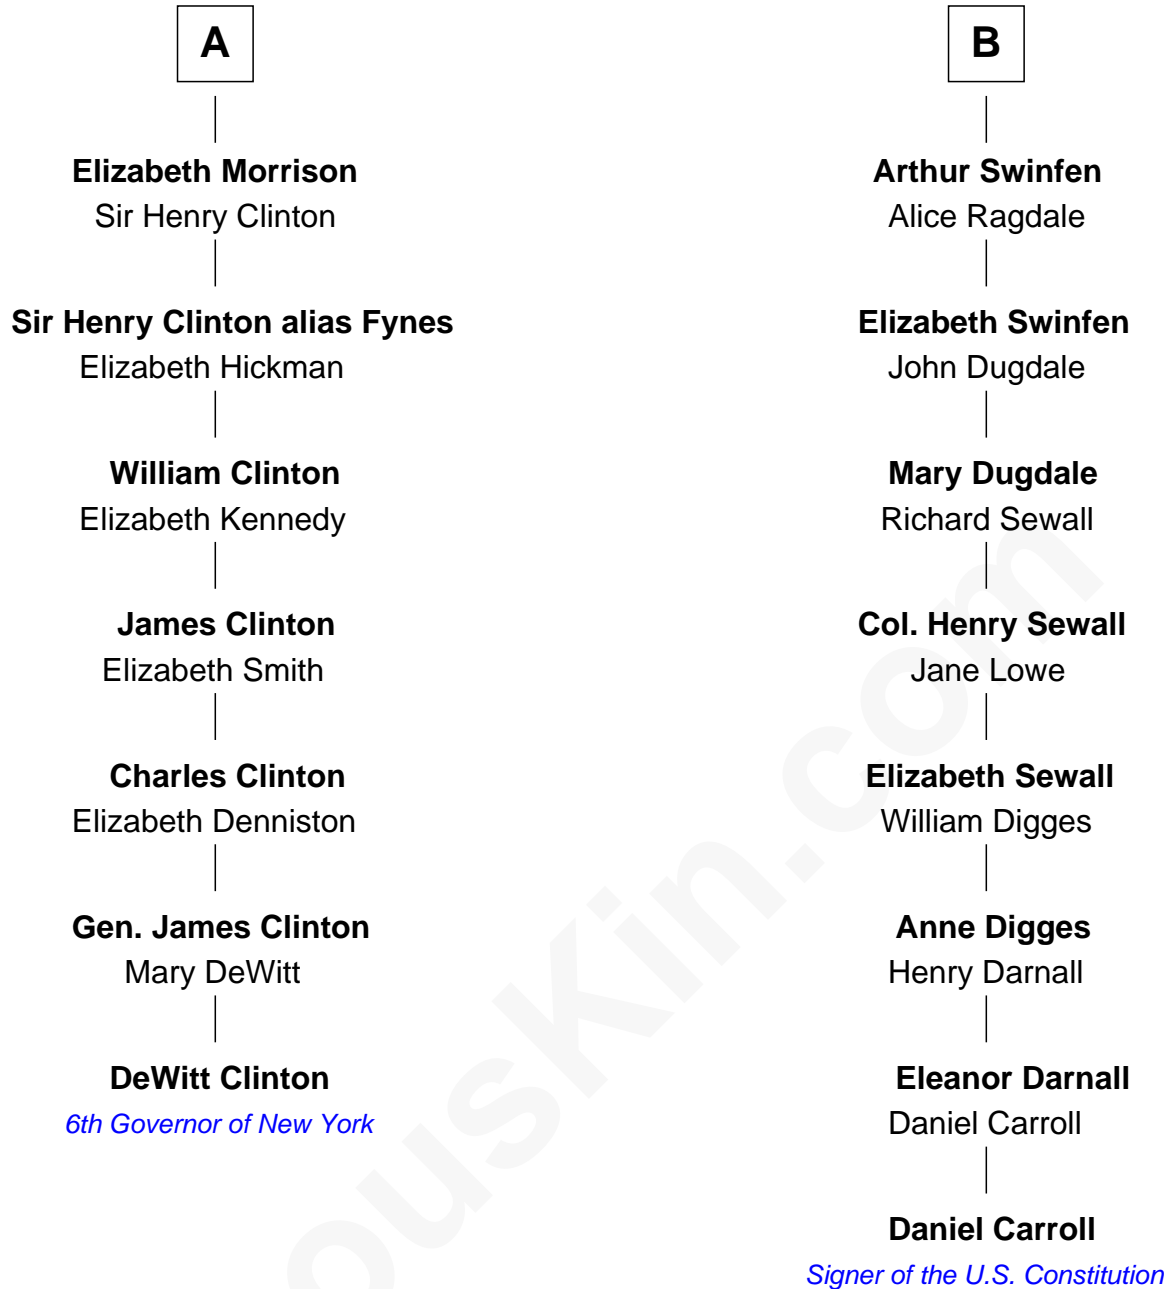 A
Elizabeth Morrison
Sir Henry Clinton
Sir Henry Clinton alias Fynes
Elizabeth Hickman
William Clinton
Elizabeth Kennedy
James Clinton
Elizabeth Smith
Charles Clinton
Elizabeth Denniston
Gen. James Clinton
Mary DeWitt
DeWitt Clinton
6th Governor of New York
B
Arthur Swinfen
Alice Ragdale
Elizabeth Swinfen
John Dugdale
Mary Dugdale
Richard Sewall
Col. Henry Sewall
Jane Lowe
Elizabeth Sewall
William Digges
Anne Digges
Henry Darnall
Eleanor Darnall
Daniel Carroll
Daniel Carroll
Signer of the U.S. Constitution
ousKin.com